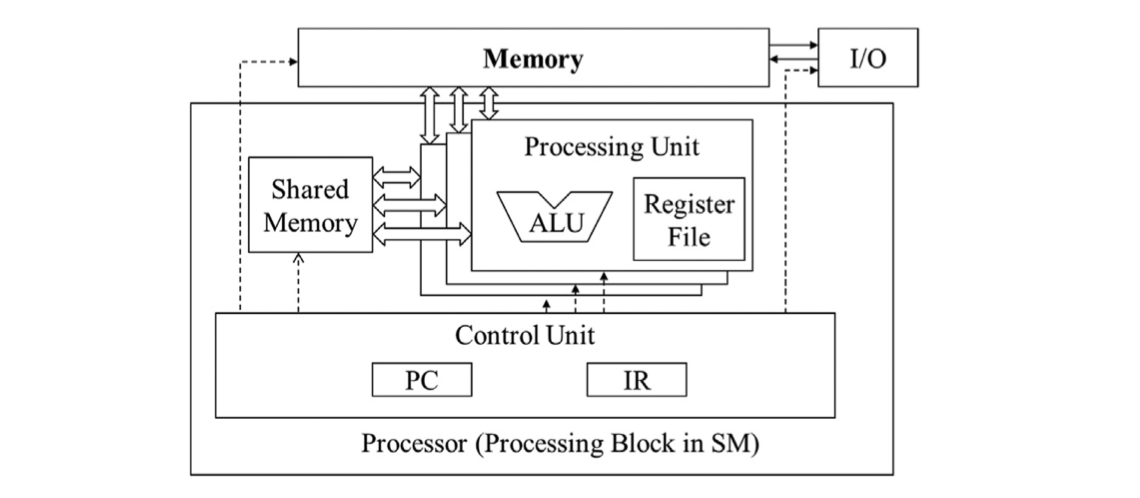 Memory
I/O
Processing Unit
Shared
Memory
ALU
Register
File
Control Unit
PC
IR
Processor (Processing Block in SM)